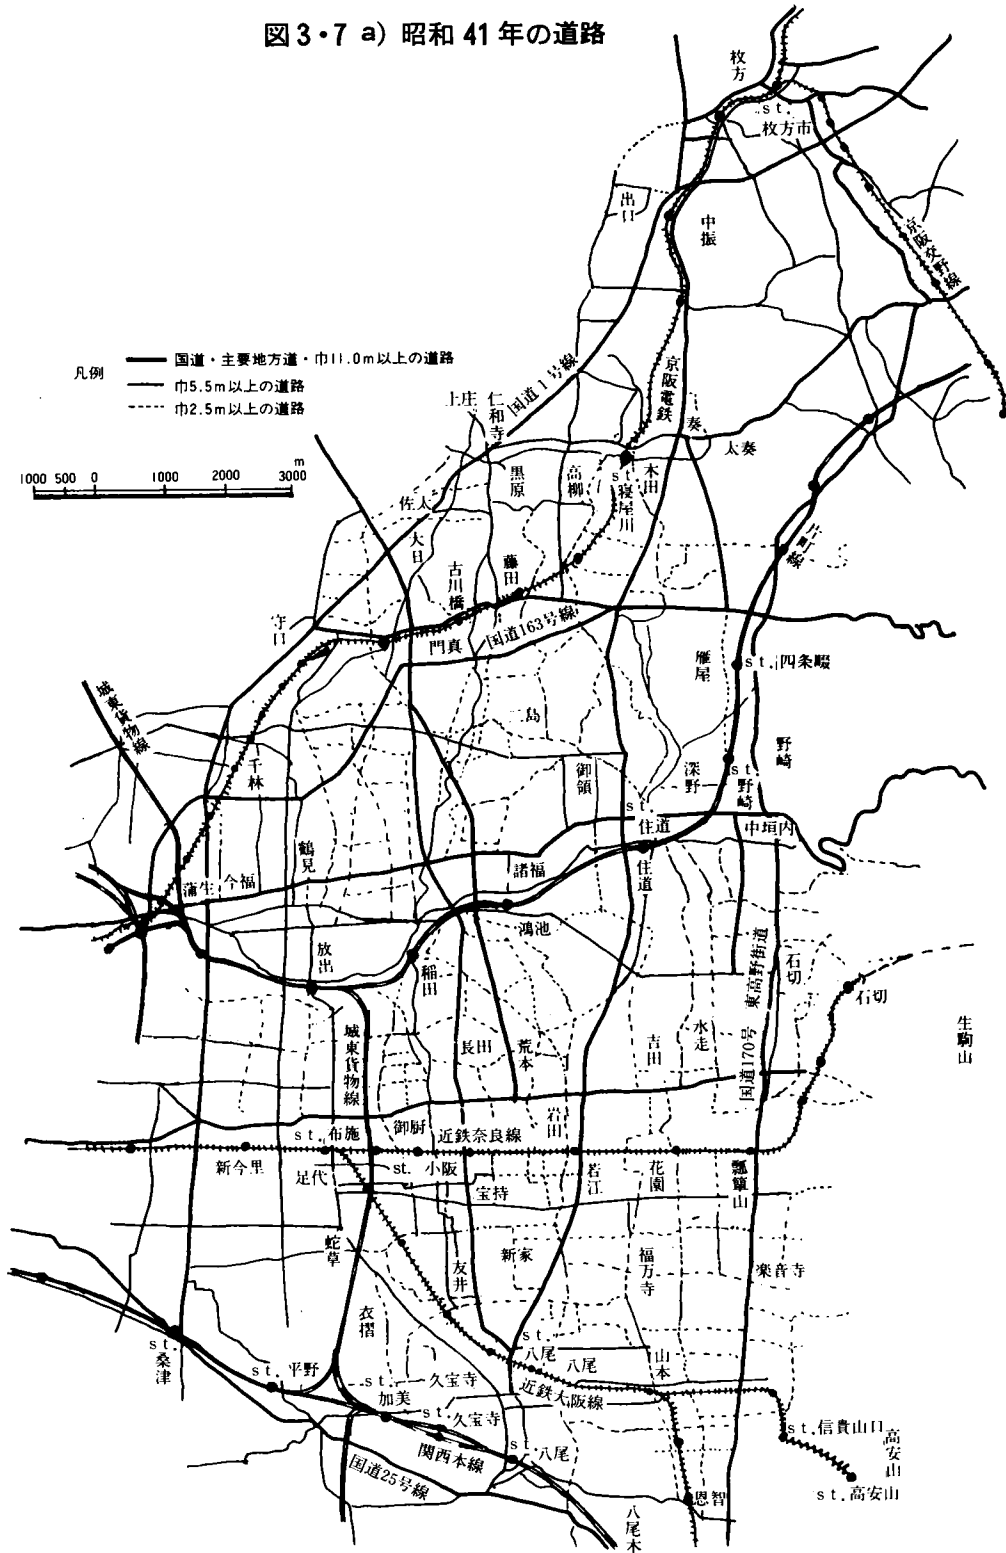 図3・7 a) 昭和 41 年の道路
枚方
st.
枚方市
出口
中振
京阪交野線
凡例
国道・主要地方道・巾11.0m以上の道路
巾5.5m以上の道路
巾2.5m以上の道路
国道1号線
京阪電鉄
上庄
仁和寺
秦
太秦
1000 500 0 1000 2000 3000
m
黒原
高柳
st
寝屋川
木田
佐太
大日
古川橋
藤田
片町線
守口
門真
国道163号線
雁屋
st.
四条畷
城東貨物線
二島
千林
御領
深野
st
野崎
野崎
st
住道
中垣内
鶴見
諸福
住道
蒲生
今福
放出
鴻池
稲田
東高野街道
石切
石切
生駒山
城東貨物線
長田
荒本
吉田
水走
国道170号
岩田
御厨
st.布施
近鉄奈良線
新今里
足代
st.
小阪
宝持
若江
花園
瓢簞山
蛇草
友井
新家
福万寺
楽音寺
衣摺
st.
桑津
st.
平野
st.
八尾
八尾
山本
st.
加美
久宝寺
近鉄大阪線
st.
久宝寺
関西本線
st.
八尾
国道25号線
st.信貴山口
高安山
st.高安山
恩智
八尾木